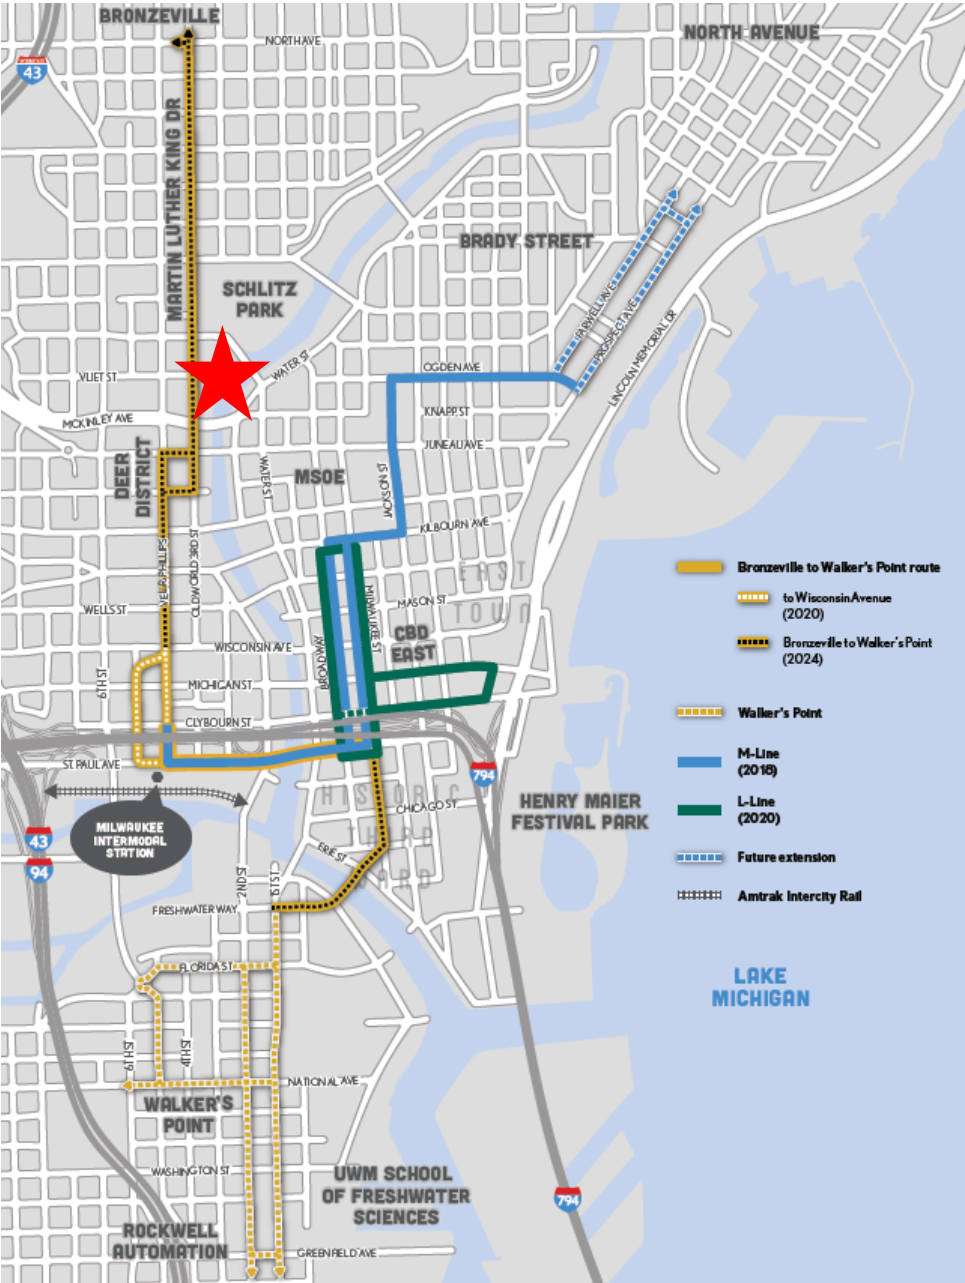 BRONZEVILLE
NORTH AVE
NORTH AVENUE
43
MARTIN LUTHER KING DR
BRADY STREET
SCHLITZ
PARK
FARWELL AVE
PROSPECT AVE
LINCOLN MEMORIAL DR
WATER ST
VLIET ST
OGDEN AVE
KNAPP ST
MCKINLEY AVE
JUNEAU AVE
DEER
DISTRICT
WATER ST
MSOE
JACKSON ST
KILBOURN AVE
VEL R. PHILLIPS
OLD WORLD 3RD ST
EAST
TOWN
WELLS ST
MILWAUKEE ST
MASON ST
CBD
EAST
BROADWAY
WISCONSIN AVE
6TH ST
MICHIGAN ST
CLYBOURN ST
ST. PAUL AVE
794
HISTORIC
THIRD
WARD
CHICAGO ST
HENRY MAIER
FESTIVAL PARK
MILWAUKEE
INTERMODAL
STATION
43
94
ERIE ST
2ND ST
1ST ST
FRESHWATER WAY
FLORIDA ST
6TH ST
4TH ST
NATIONAL AVE
WALKER'S
POINT
WASHINGTON ST
UWM SCHOOL
OF FRESHWATER
SCIENCES
794
ROCKWELL
AUTOMATION
GREENFIELD AVE
LAKE
MICHIGAN
Bronzeville to Walker's Point route
to Wisconsin Avenue
(2020)
Bronzeville to Walker's Point
(2024)
Walker's Point
M-Line
(2018)
L-Line
(2020)
Future extension
Amtrak Intercity Rail